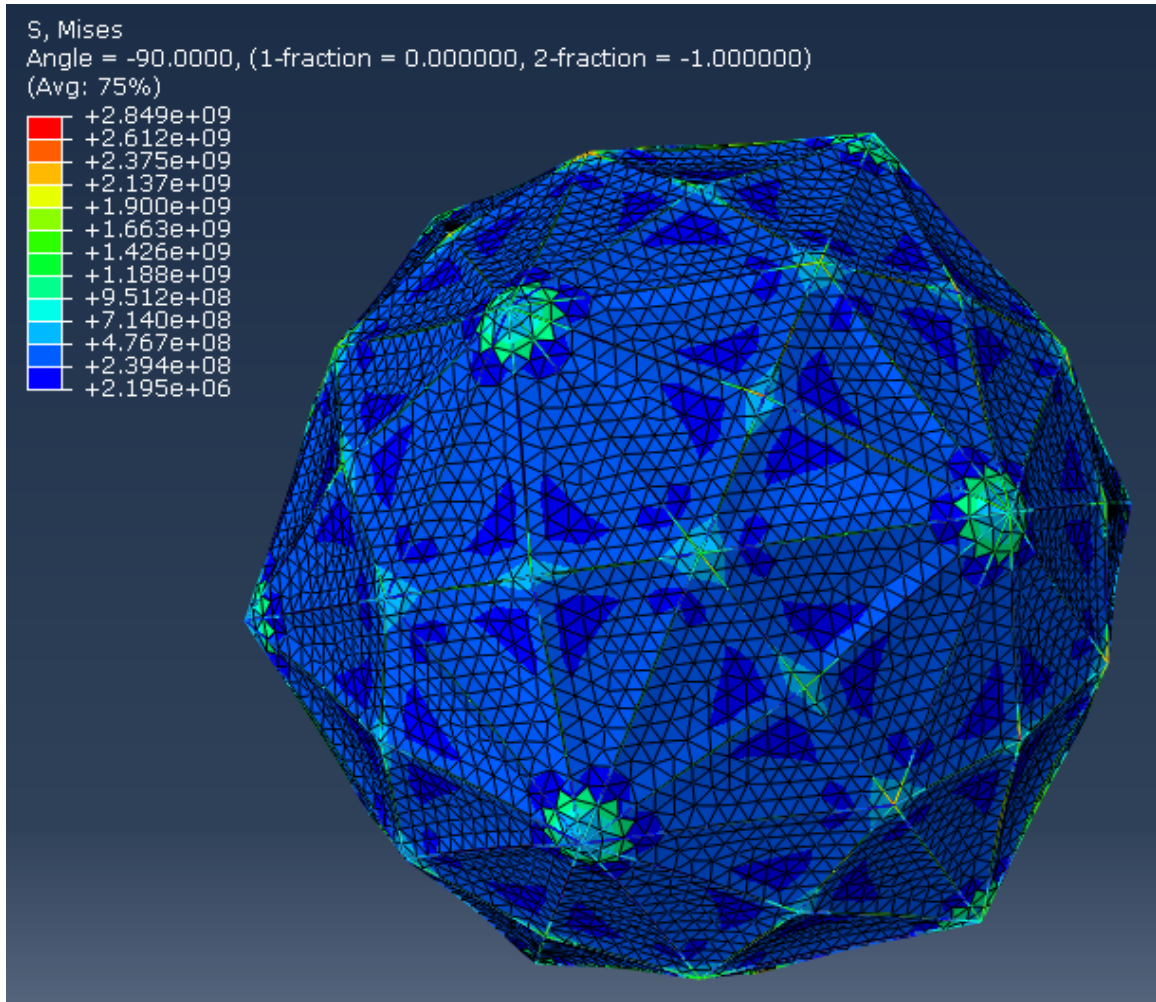 S, Mises
Angle = -90.0000, (1-fraction = 0.000000, 2-fraction = -1.000000)
(Avg: 75%)
+2.849e+09
+2.612e+09
+2.375e+09
+2.137e+09
+1.900e+09
+1.663e+09
+1.426e+09
+1.188e+09
+9.512e+08
+7.140e+08
+4.767e+08
+2.394e+08
+2.195e+06